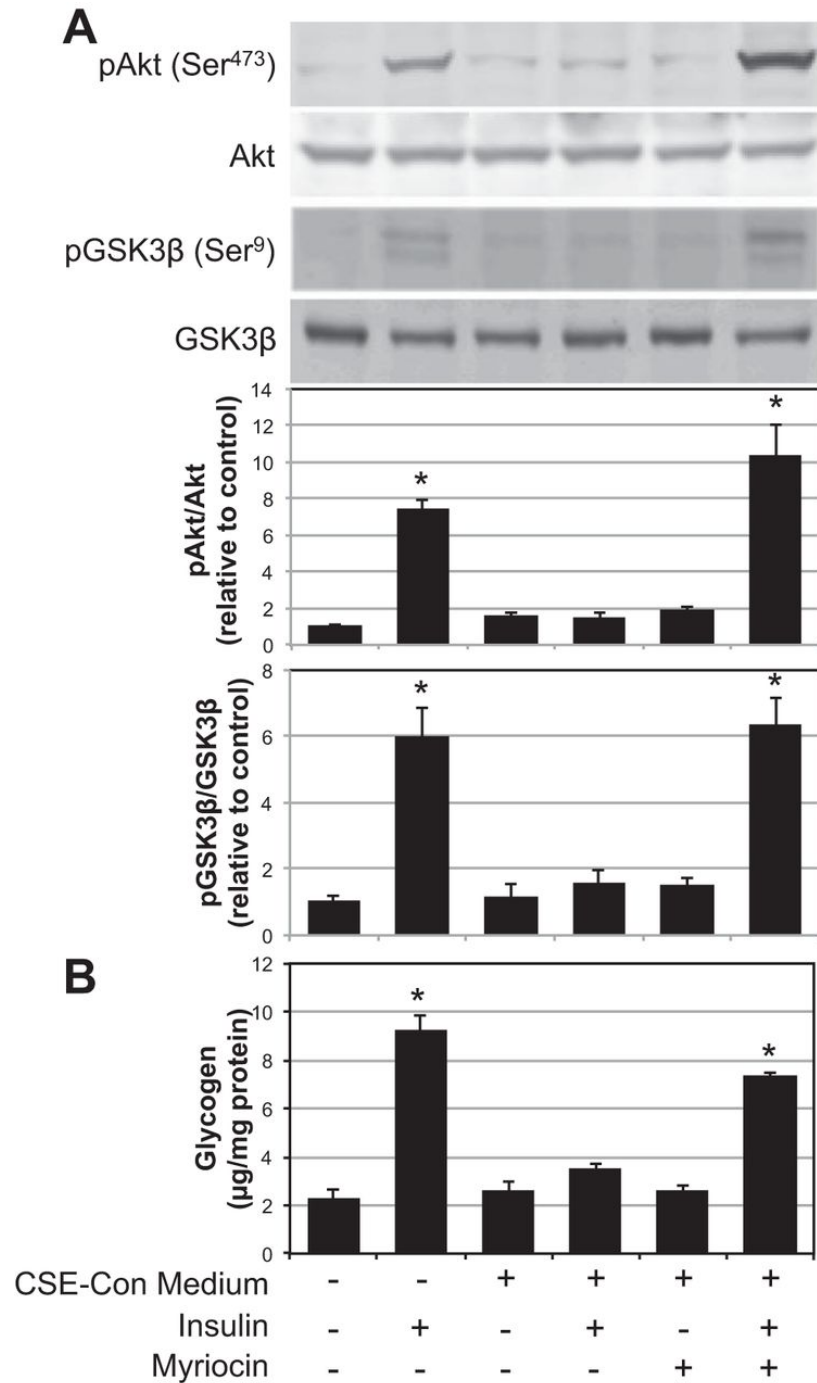 A
pAkt (Ser473)
Akt
pGSK3β (Ser9)
GSK3β
pAkt/Akt
(relative to control)
14
12
10
8
6
4
2
0
*
*
pGSK3β/GSK3β
(relative to control)
8
6
4
2
0
*
*
B
Glycogen
(µg/mg protein)
12
10
8
6
4
2
0
*
*
CSE-Con Medium - - + + + +
Insulin - + - + - +
Myriocin - - - - + +